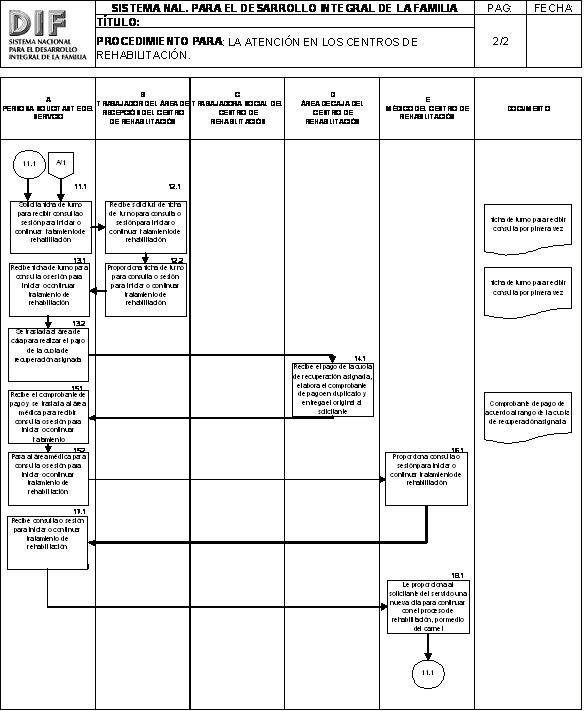 DIF
SISTEMA NACIONAL
PARA EL DESARROLLO
INTEGRAL DE LA FAMILIA
SISTEMA NAL. PARA EL DESARROLLO INTEGRAL DE LA FAMILIA
PAG:
FECHA:
TÍTULO:
PROCEDIMIENTO PARA: LA ATENCIÓN EN LOS CENTROS DE
REHABILITACIÓN.
2/2
A
PERSONA SOLICITANTE DEL
SERVICIO
B
TRABAJADOR DEL ÁREA DE
RECEPCIÓN DEL CENTRO
DE REHABILITACIÓN
C
TRABAJADORA SOCIAL DEL
CENTRO DE
REHABILITACIÓN
D
ÁREA DE CAJA DEL
CENTRO DE
REHABILITACIÓN
E
MÉDICO DEL CENTRO DE
REHABILITACIÓN
DOCUMENTO
11.1
A/1
11.1
Solicita ficha de turno
para recibir consulta o
sesión para iniciar o
continuar tratamiento de
rehabilitación
12.1
Recibe solicitud de ficha
de turno para consulta o
sesión para iniciar o
continuar tratamiento de
rehabilitación
ficha de turno para recibir
consulta por pimera vez
13.1
Recibe ficha de turno para
consulta o sesión para
iniciar o continuar
tratamiento de
rehabilitación
12.2
Proporciona ficha de turno
para consulta o sesión
para iniciar o continuar
tratamiento de
rehabilitación
ficha de turno para recibir
consulta por pimera vez
13.2
Se traslada al área de
caja para realizar el pago
de la cuota de
recuperación asignada
14.1
Recibe el pago de la cuota
de recuperación asignada,
elabora el comprobante
de pago en duplicado y
entrega el original al
solicitante
15.1
Recibe el comprobante de
pago y se traslada al área
médica para recibir
consulta o sesión para
iniciar o continuar
tratamiento
Comprobante de pago de
acuerdo al rango de la cuota
de recuperación asignada
15.2
Para al área médica para
consulta o sesión para
iniciar o continuar
tratamiento de
rehabilitación
16.1
Proporciona consulta o
sesión para iniciar o
continuar tratamiento de
rehabilitación
17.1
Recibe consulta o sesión
para iniciar o continuar
tratamiento de
rehabilitación
18.1
Le proporciona al
solicitante del servicio una
nueva cita para continuar
con el proceso de
rehabilitación, por medio
del carnet
11.1